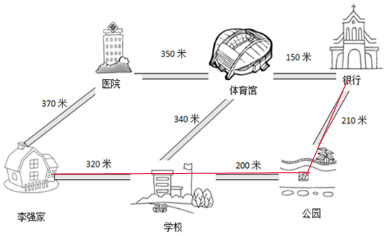 350 米
150 米
医院
体育馆
银行
370 米
340 米
210 米
320 米
200 米
李强家
学校
公园